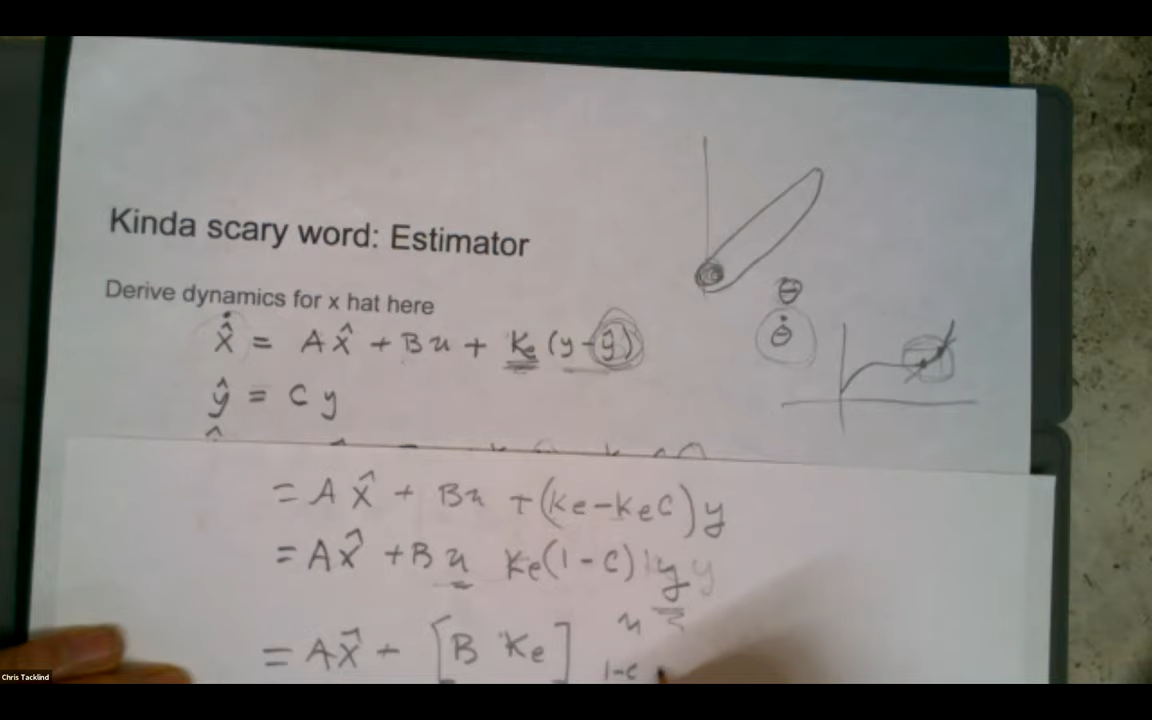 Kinda scary word: Estimator
Derive dynamics for x hat here
θ
θ̇
x̂̇ = Ax̂ + Bu + Ke (y-ŷ)
ŷ = Cy
= Ax̂ + Bu + (Ke-KeC)y
= Ax̂ + Bu Ke(1-C) y y
= Ax̂ + [B Ke] u
1-c
Chris Tacklind